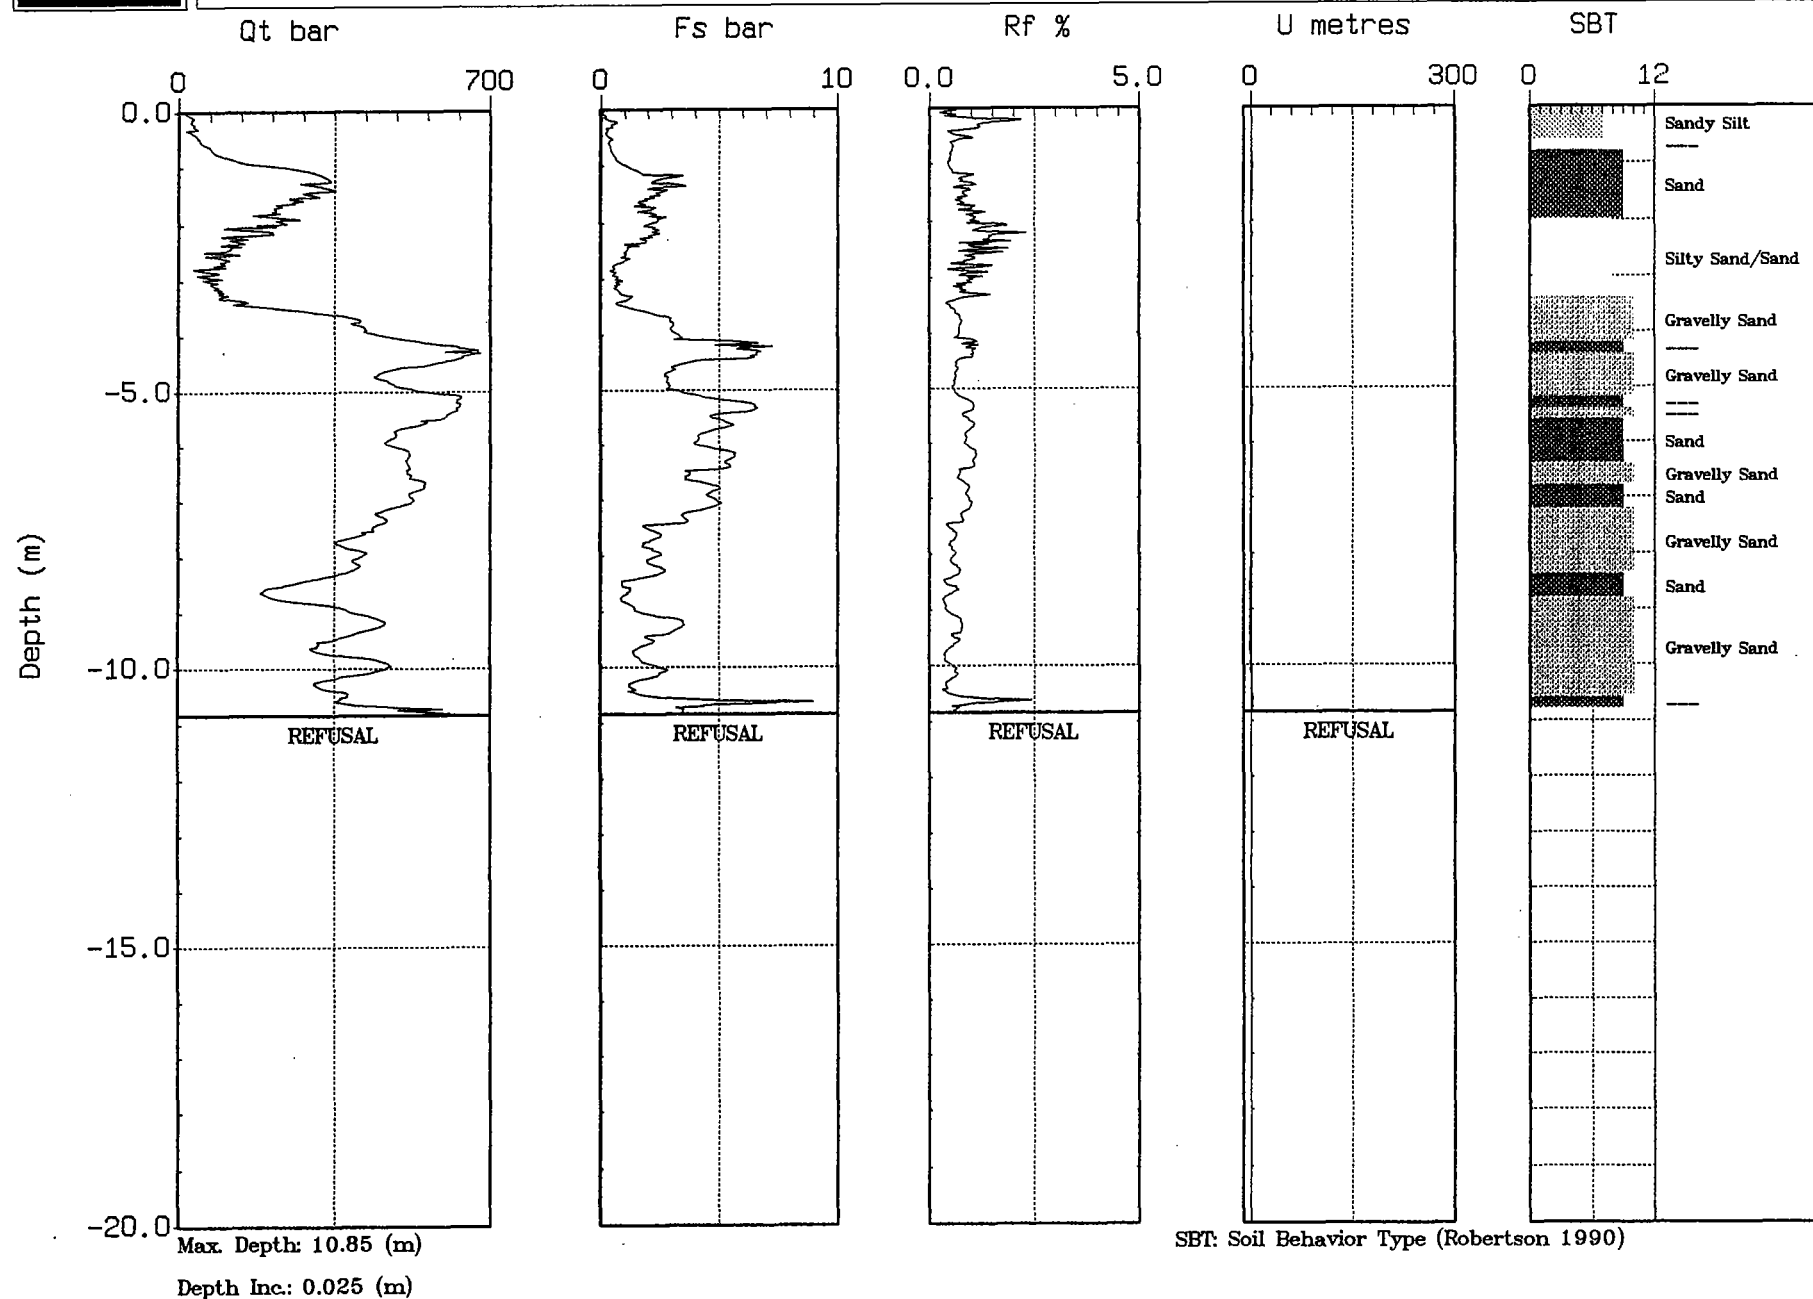 Qt bar Fs bar Rf % U metres SBT
0 700 0 10 0.0 5.0 0 300 0 12
0.0
Sandy Silt
Sand
Silty Sand/Sand
Gravelly Sand
Gravelly Sand
-5.0
Sand
Gravelly Sand
Sand
Gravelly Sand
Depth (m)
Sand
Gravelly Sand
-10.0
REFUSAL REFUSAL REFUSAL REFUSAL
-15.0
-20.0
Max. Depth: 10.85 (m)
SBT: Soil Behavior Type (Robertson 1990)
Depth Inc.: 0.025 (m)